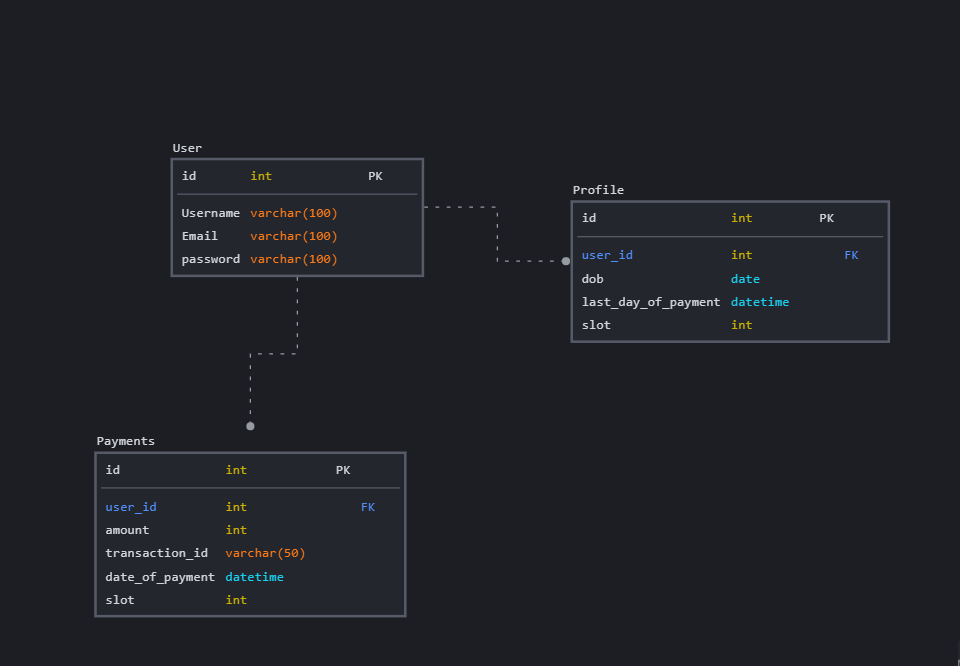 User
id int PK
Username varchar(100)
Email varchar(100)
password varchar(100)
Profile
id int PK
user_id int FK
dob date
last_day_of_payment datetime
slot int
Payments
id int PK
user_id int FK
amount int
transaction_id varchar(50)
date_of_payment datetime
slot int